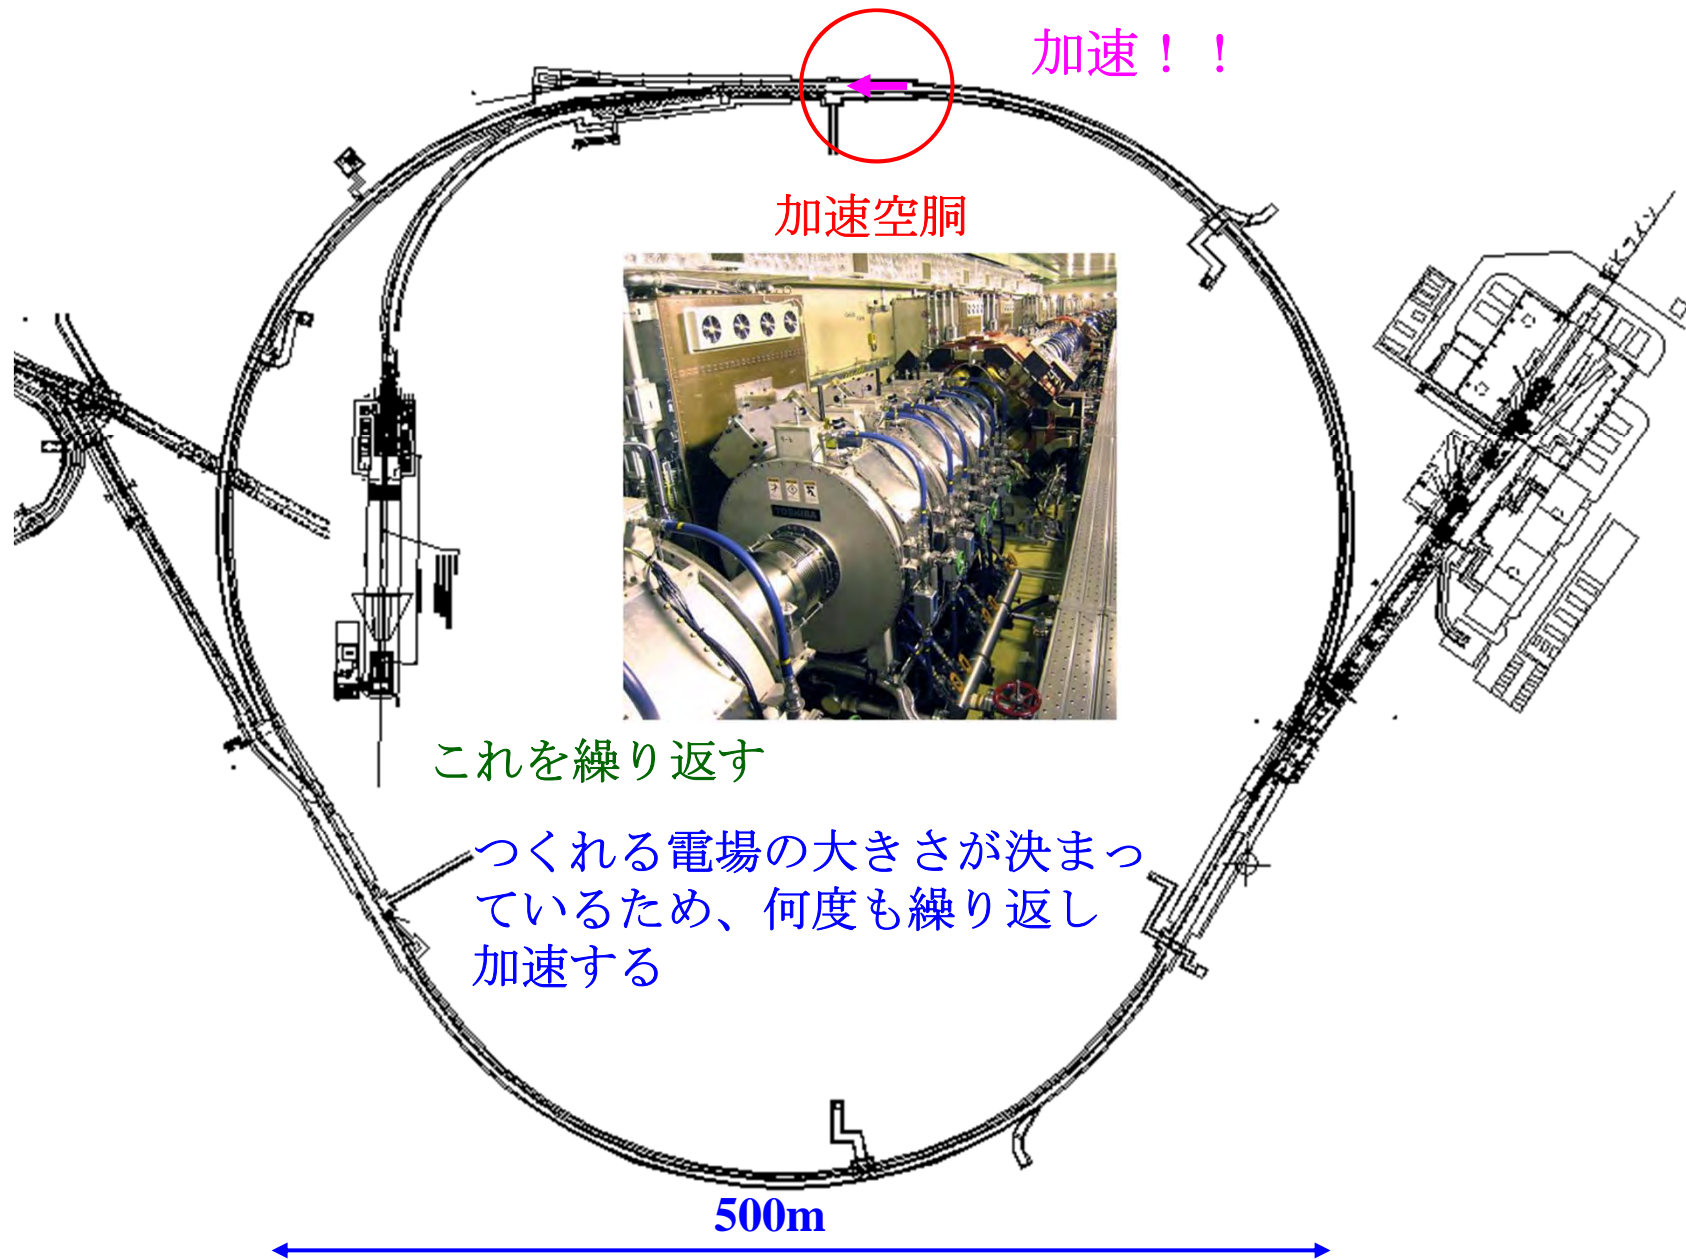 加速！！
加速空胴
TOSHIBA
これを繰り返す
つくれる電場の大きさが決まっ
ているため、何度も繰り返し
加速する
500m